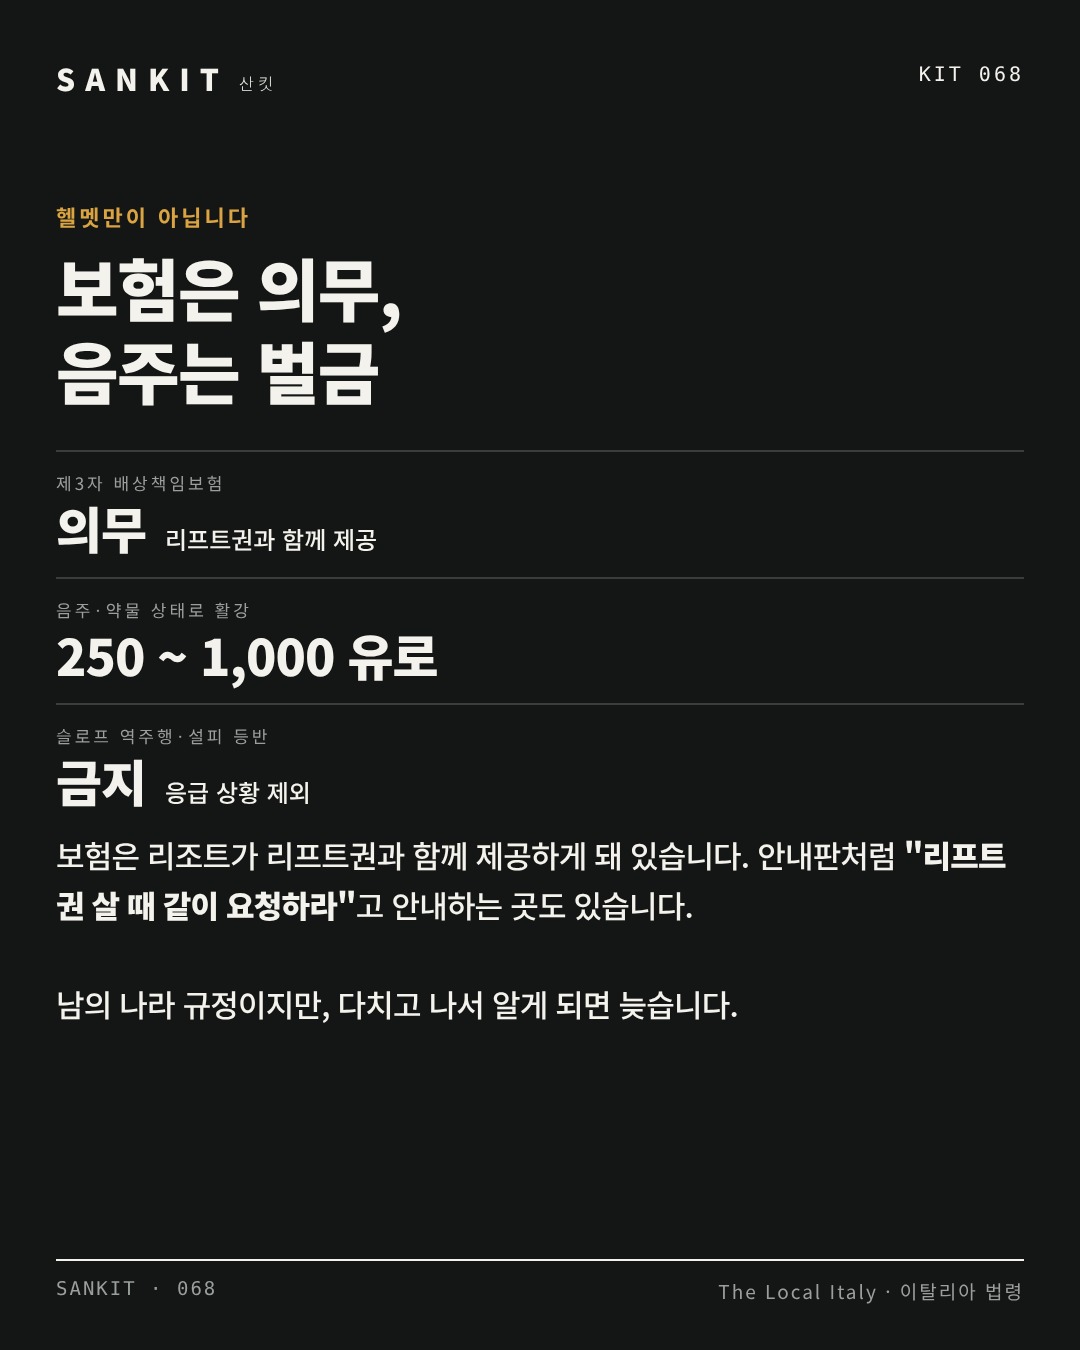 SANKIT 산킷
KIT 068
헬멧만이 아닙니다
보험은 의무,
음주는 벌금
제3자 배상책임보험
의무 리프트권과 함께 제공
음주·약물 상태로 활강
250 ~ 1,000 유로
슬로프 역주행·설피 등반
금지 응급 상황 제외
보험은 리조트가 리프트권과 함께 제공하게 돼 있습니다. 안내판처럼 "리프트
권 살 때 같이 요청하라"고 안내하는 곳도 있습니다.
남의 나라 규정이지만, 다치고 나서 알게 되면 늦습니다.
SANKIT · 068
The Local Italy · 이탈리아 법령